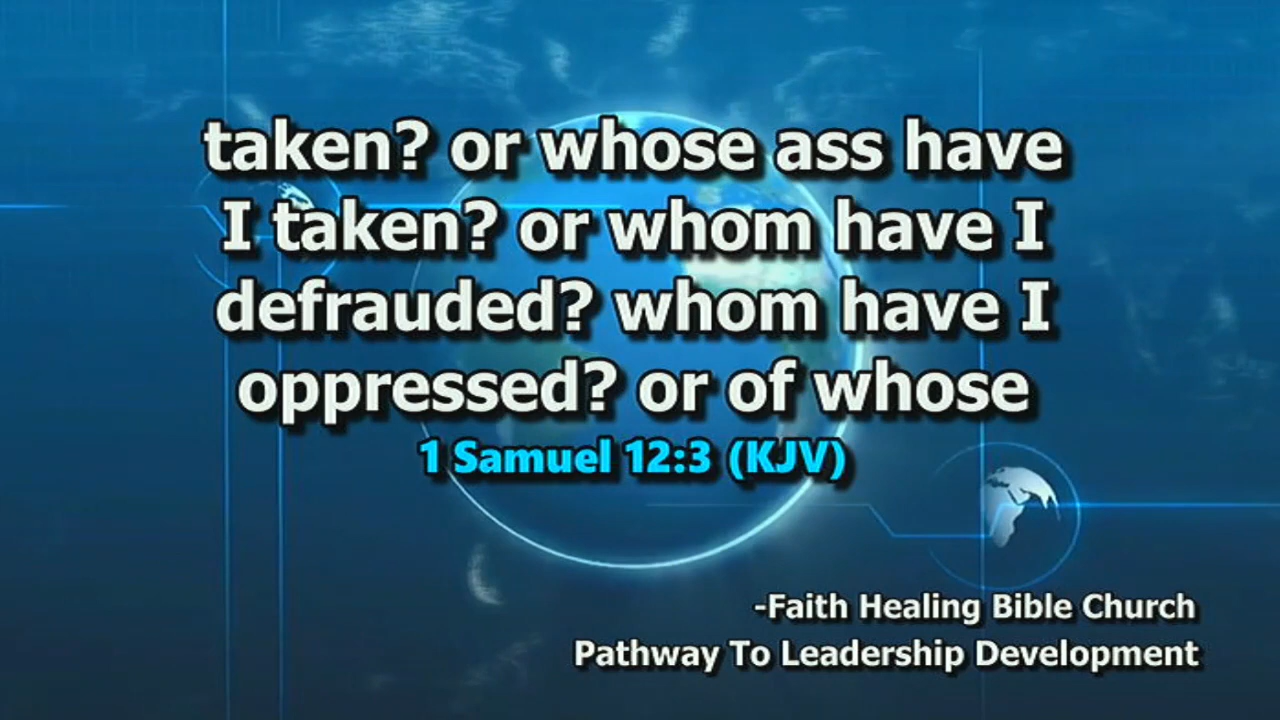 taken? or whose ass have
I taken? or whom have I
defrauded? whom have I
oppressed? or of whose
1 Samuel 12:3 (KJV)
-Faith Healing Bible Church
Pathway To Leadership Development